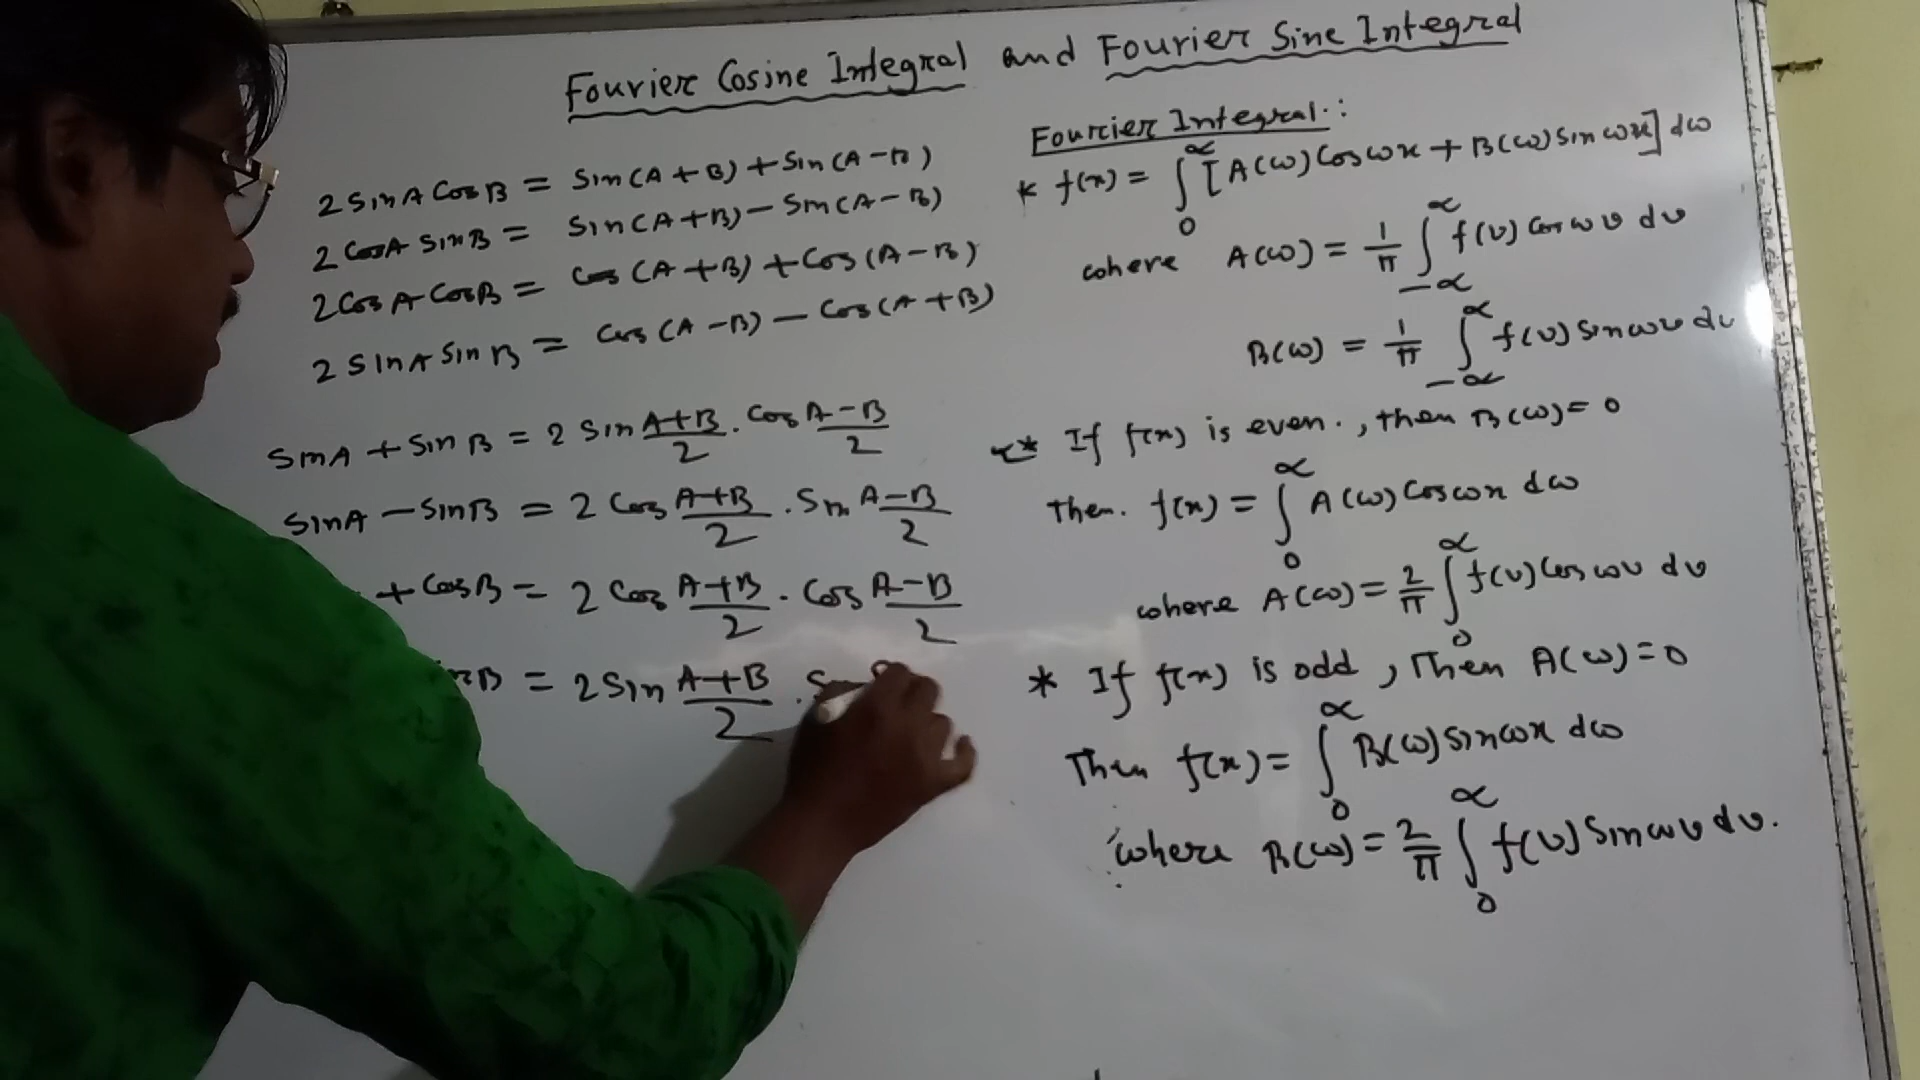 Fourier Cosine Integral and Fourier Sine Integral
2 Sin A Cos B = Sin (A + B) + Sin (A - B)
2 Cos A Sin B = Sin (A + B) - Sin (A - B)
2 Cos A Cos B = Cos (A + B) + Cos (A - B)
2 Sin A Sin B = Cos (A - B) - Cos (A + B)
Sin A + Sin B = 2 Sin A+B/2 . Cos A-B/2
Sin A - Sin B = 2 Cos A+B/2 . Sin A-B/2
+ Cos B = 2 Cos A+B/2 . Cos A-B/2
B = 2 Sin A+B/2 .
Fourier Integral :
* f(x) = ∫₀^∝ [A(ω) Cos ωx + B(ω) Sin ωx] dω
where A(ω) = 1/π ∫₋∝^∝ f(v) Cos ωv dv
B(ω) = 1/π ∫₋∝^∝ f(v) Sin ωv dv
* If f(x) is even., then B(ω) = 0
Then. f(x) = ∫₀^∝ A(ω) Cos ωx dω
where A(ω) = 2/π ∫₀^∝ f(v) Cos ωv dv
* If f(x) is odd, Then A(ω) = 0
Then f(x) = ∫₀^∝ B(ω) Sin ωx dω
where B(ω) = 2/π ∫₀^∝ f(v) Sin ωv dv.